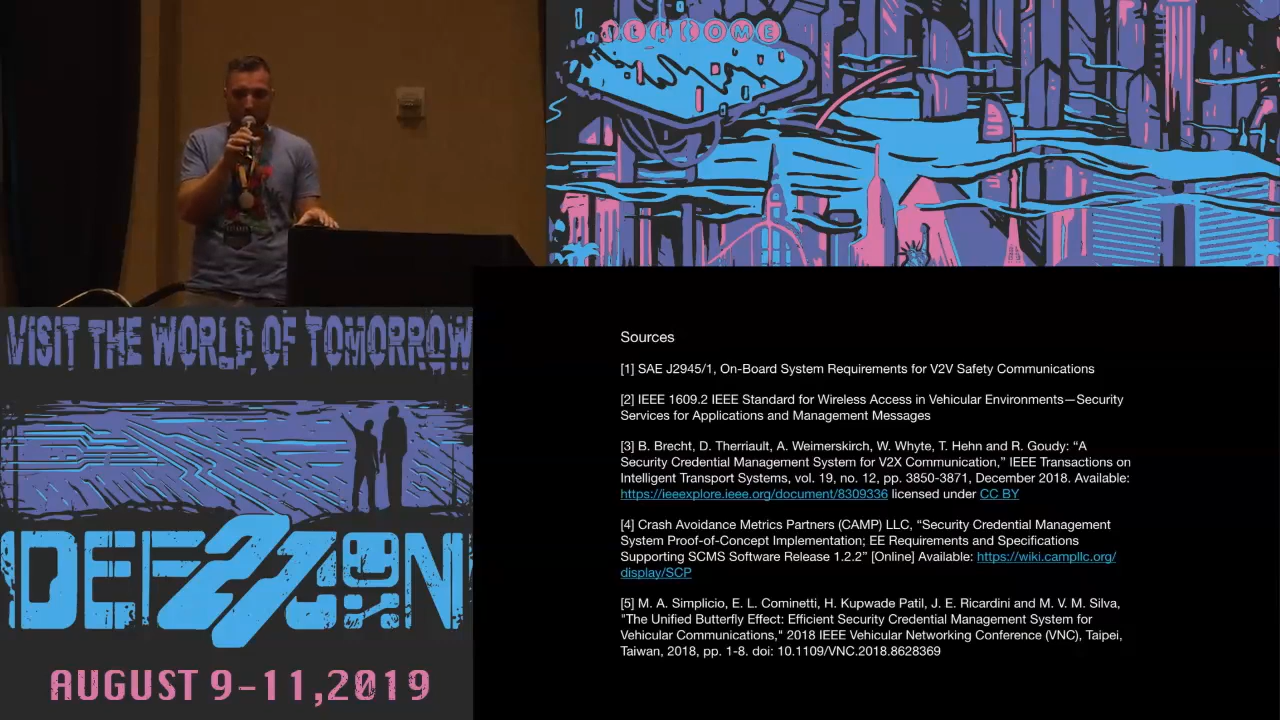 WELCOME
VISIT THE WORLD OF TOMORROW
DEF 27 CON
AUGUST 9-11,2019
Sources
[1] SAE J2945/1, On-Board System Requirements for V2V Safety Communications
[2] IEEE 1609.2 IEEE Standard for Wireless Access in Vehicular Environments—Security
Services for Applications and Management Messages
[3] B. Brecht, D. Therriault, A. Weimerskirch, W. Whyte, T. Hehn and R. Goudy: “A
Security Credential Management System for V2X Communication,” IEEE Transactions on
Intelligent Transport Systems, vol. 19, no. 12, pp. 3850-3871, December 2018. Available:
https://ieeexplore.ieee.org/document/8309336 licensed under CC BY
[4] Crash Avoidance Metrics Partners (CAMP) LLC, “Security Credential Management
System Proof-of-Concept Implementation; EE Requirements and Specifications
Supporting SCMS Software Release 1.2.2” [Online] Available: https://wiki.campllc.org/
display/SCP
[5] M. A. Simplicio, E. L. Cominetti, H. Kupwade Patil, J. E. Ricardini and M. V. M. Silva,
"The Unified Butterfly Effect: Efficient Security Credential Management System for
Vehicular Communications," 2018 IEEE Vehicular Networking Conference (VNC), Taipei,
Taiwan, 2018, pp. 1-8. doi: 10.1109/VNC.2018.8628369